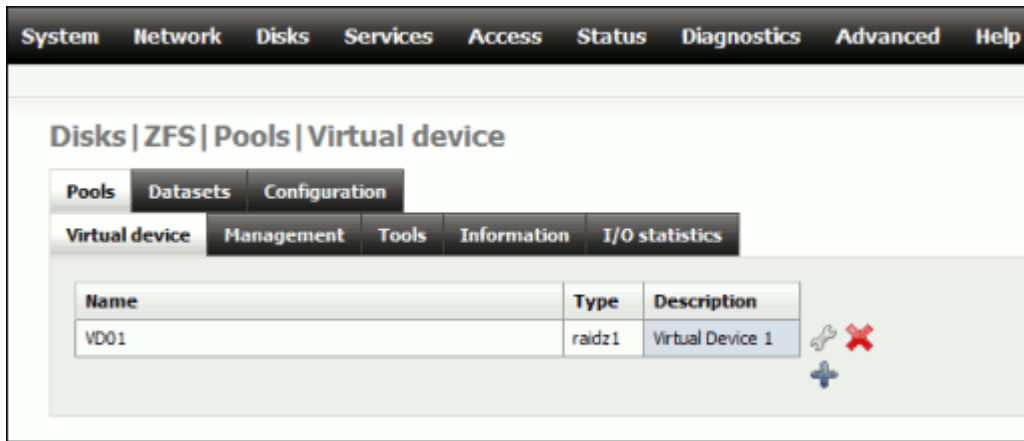 System Network Disks Services Access Status Diagnostics Advanced Help
Disks|ZFS|Pools|Virtual device
Pools Datasets Configuration
Virtual device Management Tools Information I/O statistics
Name Type Description
VD01 raidz1 Virtual Device 1